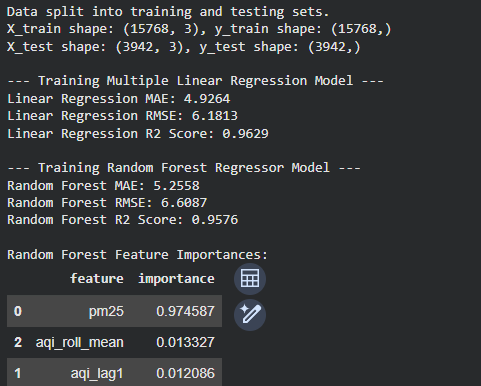 Data split into training and testing sets.
X_train shape: (15768, 3), y_train shape: (15768,)
X_test shape: (3942, 3), y_test shape: (3942,)
--- Training Multiple Linear Regression Model ---
Linear Regression MAE: 4.9264
Linear Regression RMSE: 6.1813
Linear Regression R2 Score: 0.9629
--- Training Random Forest Regressor Model ---
Random Forest MAE: 5.2558
Random Forest RMSE: 6.6087
Random Forest R2 Score: 0.9576
Random Forest Feature Importances:
feature importance
0 pm25 0.974587
2 aqi_roll_mean 0.013327
1 aqi_lag1 0.012086